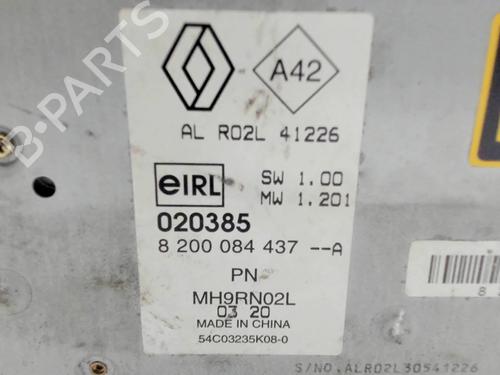 A42
AL R02L 41226
eIRL
SW 1.00
MW 1.201
020385
8 200 084 437 --A
PN
MH9RN02L
03 20
MADE IN CHINA
54C03235K08-0
S/NO.ALR02L30541226
B-PARTS